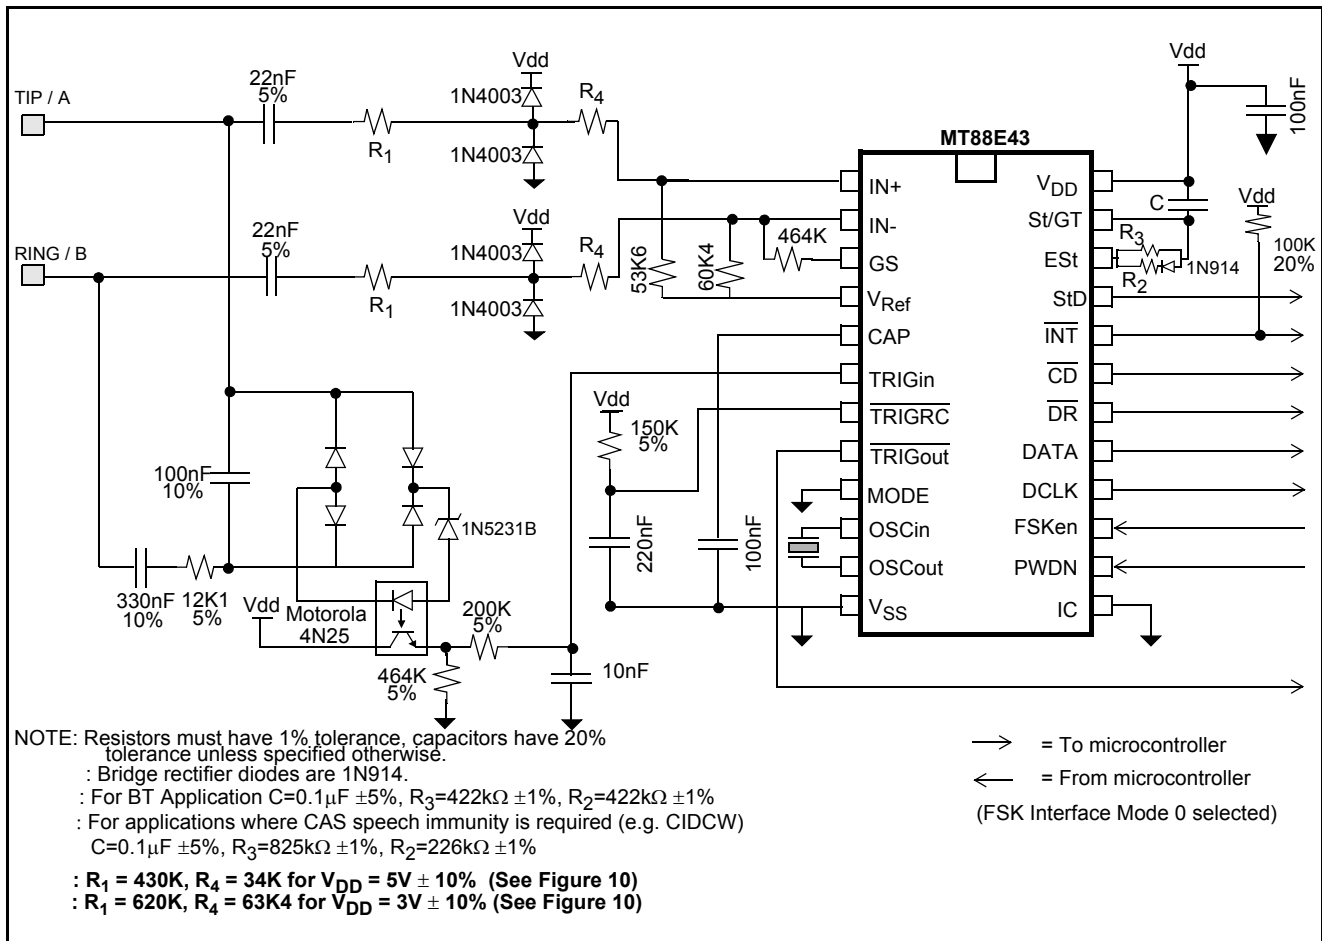 Vdd
22nF
5%
TIP / A
1N4003
R4
R1
1N4003
100nF
MT88E43
IN+
VDD
Vdd
22nF
5%
RING / B
1N4003
R4
R1
1N4003
IN-
St/GT
C
Vdd
464K
GS
ESt
R3
R2
1N914
100K
20%
53K6
60K4
VRef
StD
CAP
INT
TRIGin
CD
Vdd
150K
5%
TRIGRC
DR
TRIGout
DATA
MODE
DCLK
100nF
10%
1N5231B
220nF
100nF
OSCin
FSKen
OSCout
PWDN
VSS
IC
330nF
10%
12K1
5%
Vdd
Motorola
4N25
200K
5%
464K
5%
10nF
NOTE: Resistors must have 1% tolerance, capacitors have 20%
tolerance unless specified otherwise.
: Bridge rectifier diodes are 1N914.
: For BT Application C=0.1μF ±5%, R3=422kΩ ±1%, R2=422kΩ ±1%
: For applications where CAS speech immunity is required (e.g. CIDCW)
C=0.1μF ±5%, R3=825kΩ ±1%, R2=226kΩ ±1%
: R1 = 430K, R4 = 34K for VDD = 5V ± 10% (See Figure 10)
: R1 = 620K, R4 = 63K4 for VDD = 3V ± 10% (See Figure 10)
= To microcontroller
= From microcontroller
(FSK Interface Mode 0 selected)
Vdd